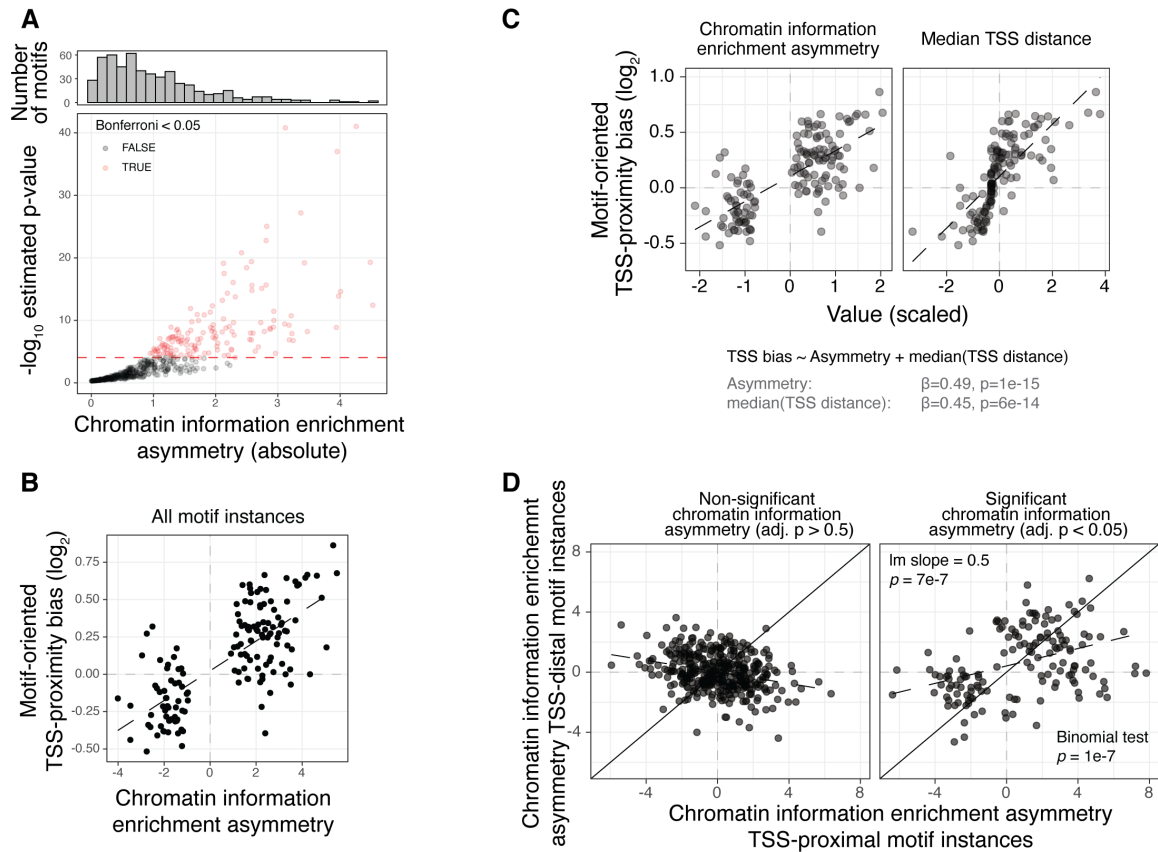 A
Number
of motifs
60
30
0
-log10 estimated p-value
Bonferroni < 0.05
FALSE
TRUE
40
30
20
10
0
0 1 2 3 4
Chromatin information enrichment
asymmetry (absolute)
B
All motif instances
Motif-oriented
TSS-proximity bias (log2)
0.75
0.50
0.25
0.00
-0.25
-0.50
-4 -2 0 2 4
Chromatin information
enrichment asymmetry
C
Chromatin information
enrichment asymmetry
Median TSS distance
Motif-oriented
TSS-proximity bias (log2)
1.0
0.5
0.0
-0.5
-2 -1 0 1 2
-2 0 2 4
Value (scaled)
TSS bias ~ Asymmetry + median(TSS distance)
Asymmetry: β=0.49, p=1e-15
median(TSS distance): β=0.45, p=6e-14
D
Non-significant
chromatin information
asymmetry (adj. p > 0.5)
Significant
chromatin information
asymmetry (adj. p < 0.05)
Chromatin information enrichemnt
asymmetry TSS-distal motif instances
8
4
0
-4
lm slope = 0.5
p = 7e-7
Binomial test
p = 1e-7
-4 0 4 8
-4 0 4 8
Chromatin information enrichment asymmetry
TSS-proximal motif instances